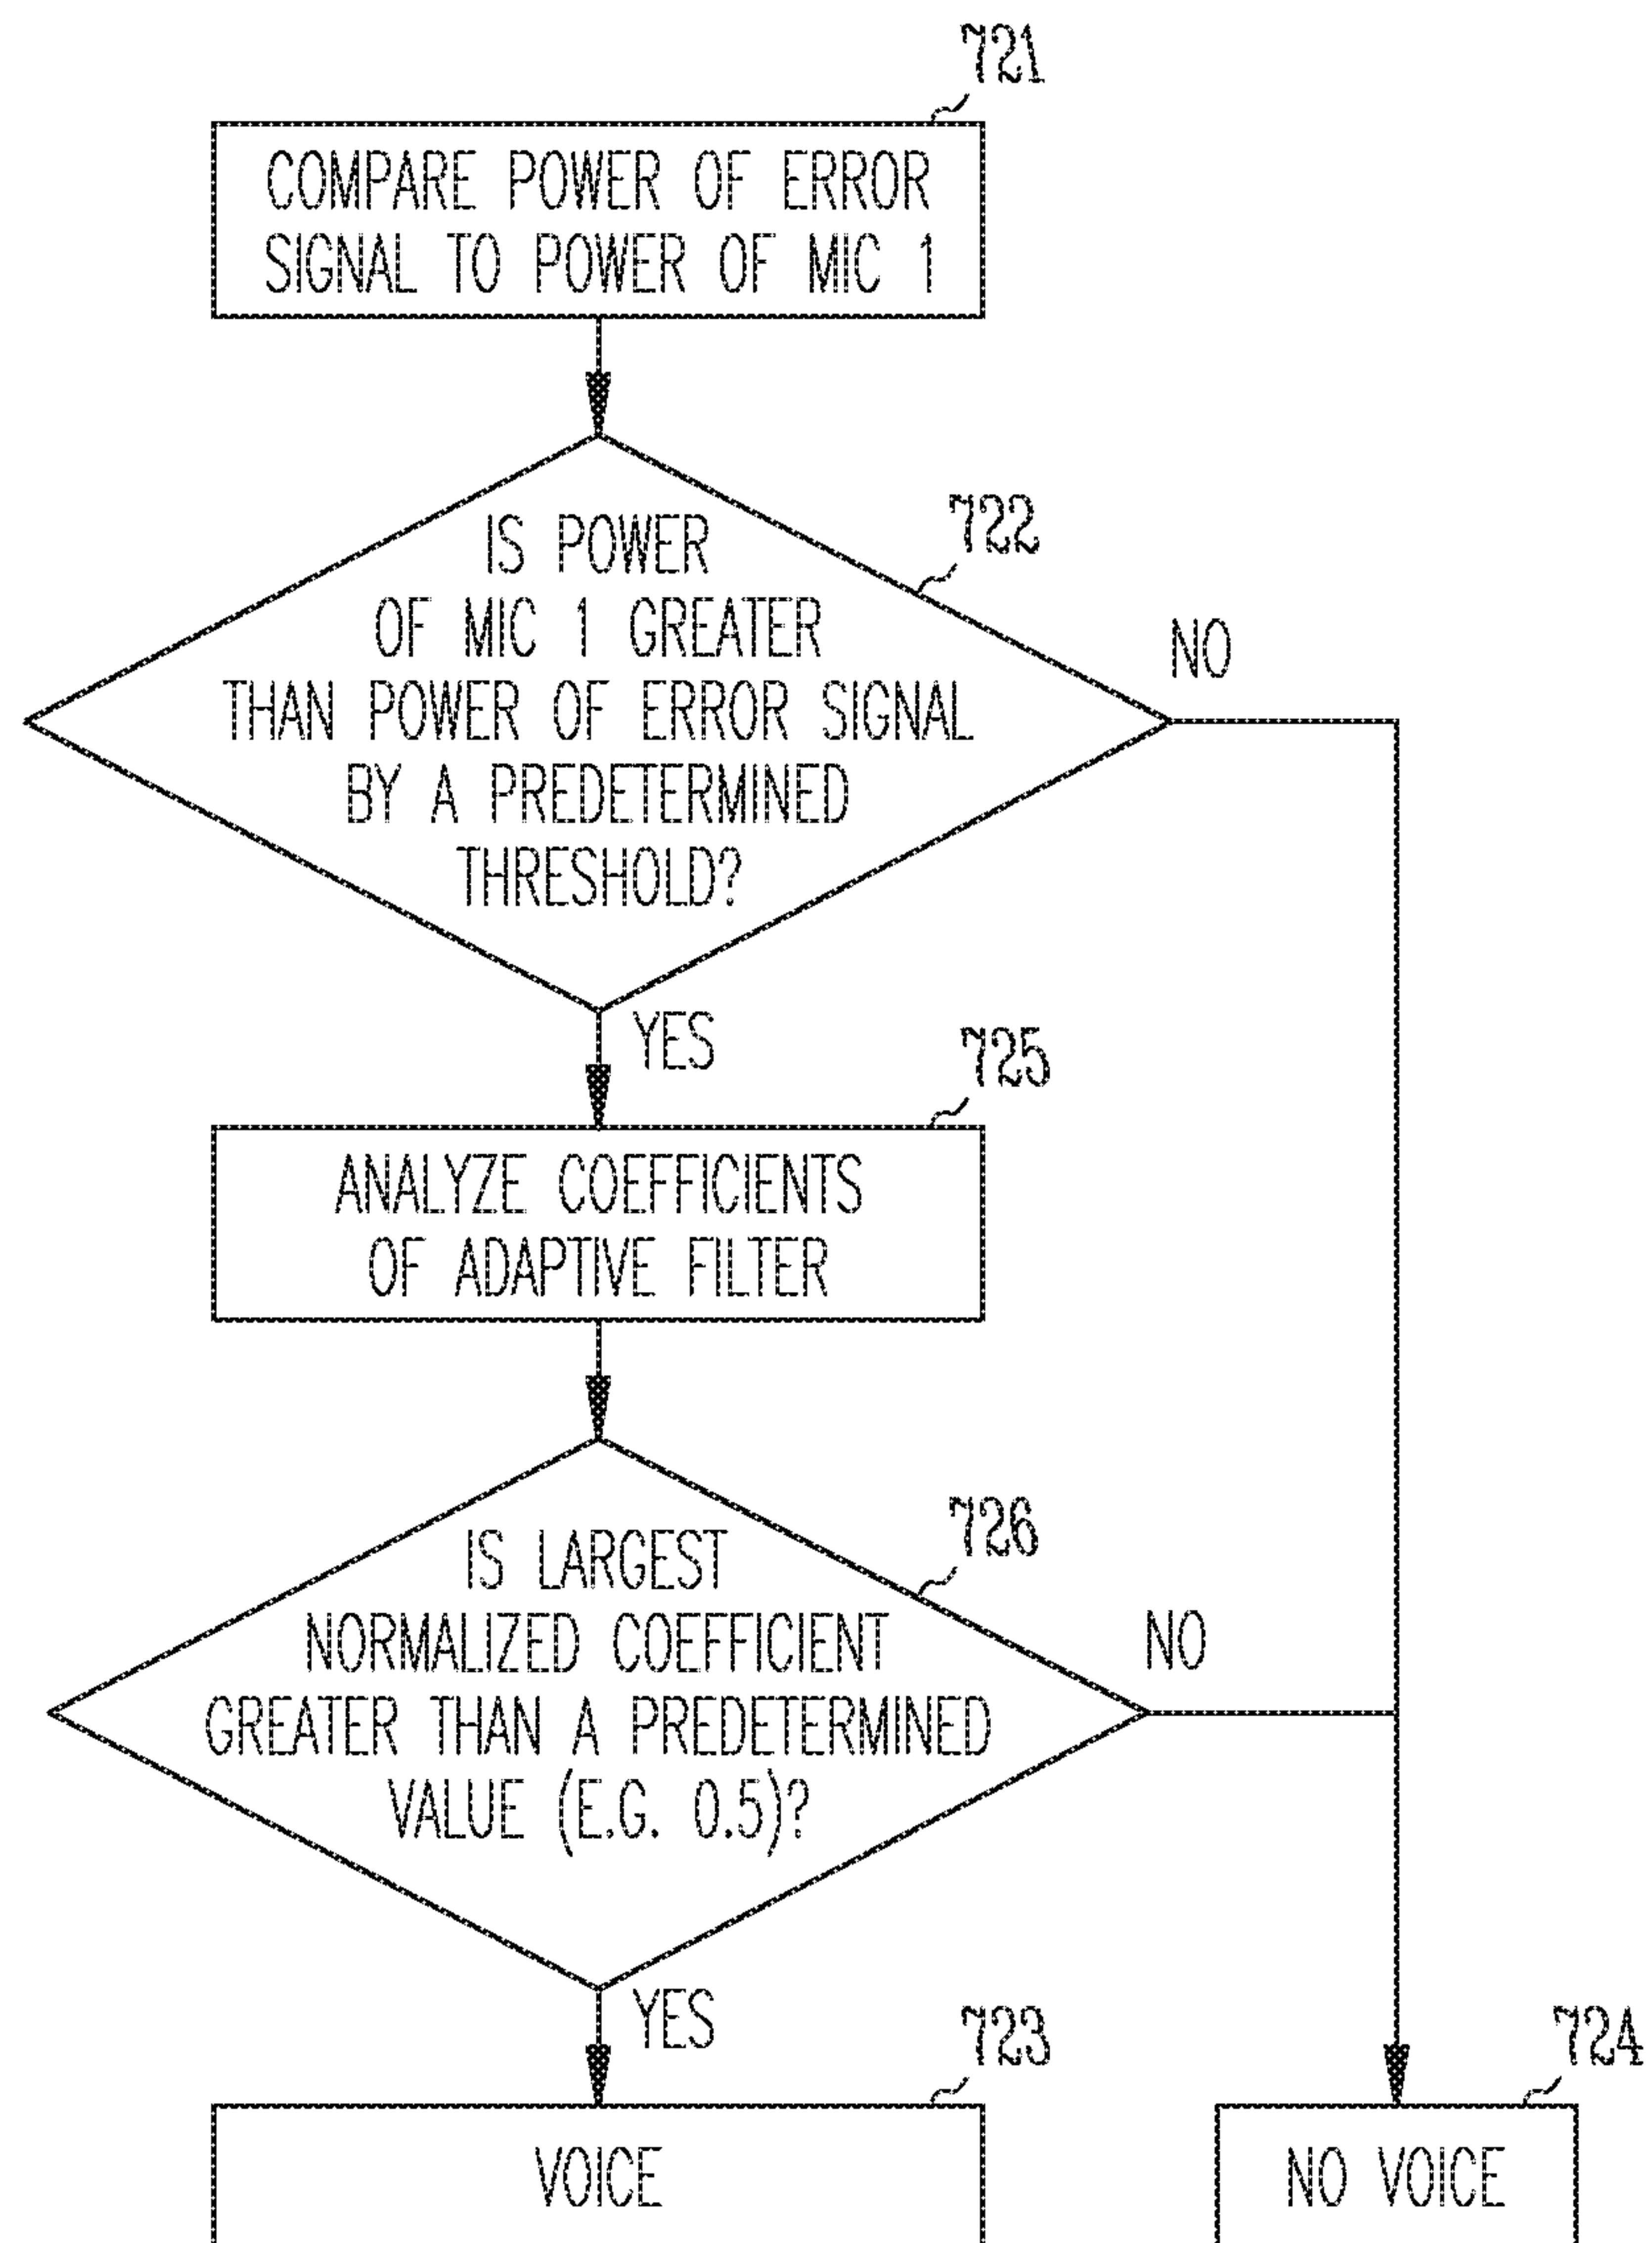 721
COMPARE POWER OF ERROR
SIGNAL TO POWER OF MIC 1
722
IS POWER
OF MIC 1 GREATER
THAN POWER OF ERROR SIGNAL
BY A PREDETERMINED
THRESHOLD?
NO
YES
725
ANALYZE COEFFICIENTS
OF ADAPTIVE FILTER
726
IS LARGEST
NORMALIZED COEFFICIENT
GREATER THAN A PREDETERMINED
VALUE (E.G. 0.5)?
NO
YES
723
VOICE
724
NO VOICE